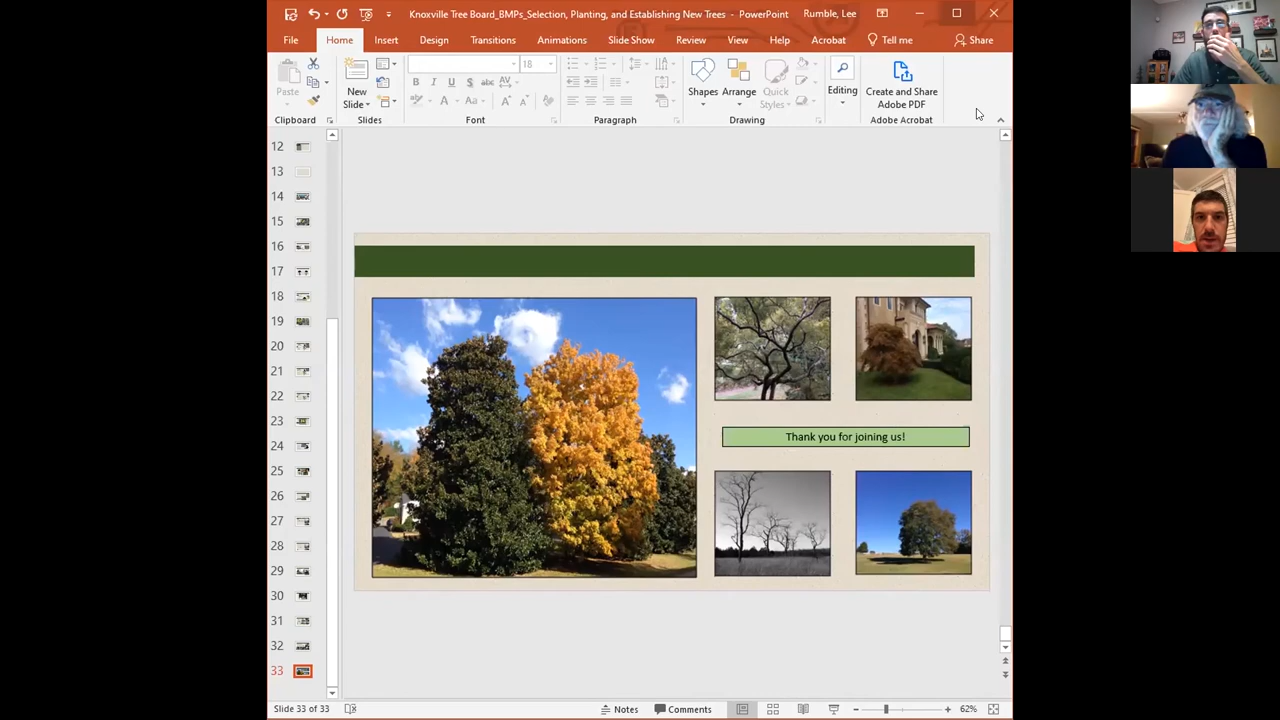 Knoxville Tree Board_BMPs_Selection, Planting, and Establishing New Trees - PowerPoint
Rumble, Lee
File Home Insert Design Transitions Animations Slide Show Review View Help Acrobat Tell me Share
Paste
New
Slide
18
Shapes
Arrange
Quick
Styles
Editing
Create and Share
Adobe PDF
Clipboard Slides Font Paragraph Drawing Adobe Acrobat
12
13
14
15
16
17
18
19
20
21
22
23
24
25
26
27
28
29
30
31
32
33
Thank you for joining us!
Slide 33 of 33 Notes Comments 62%